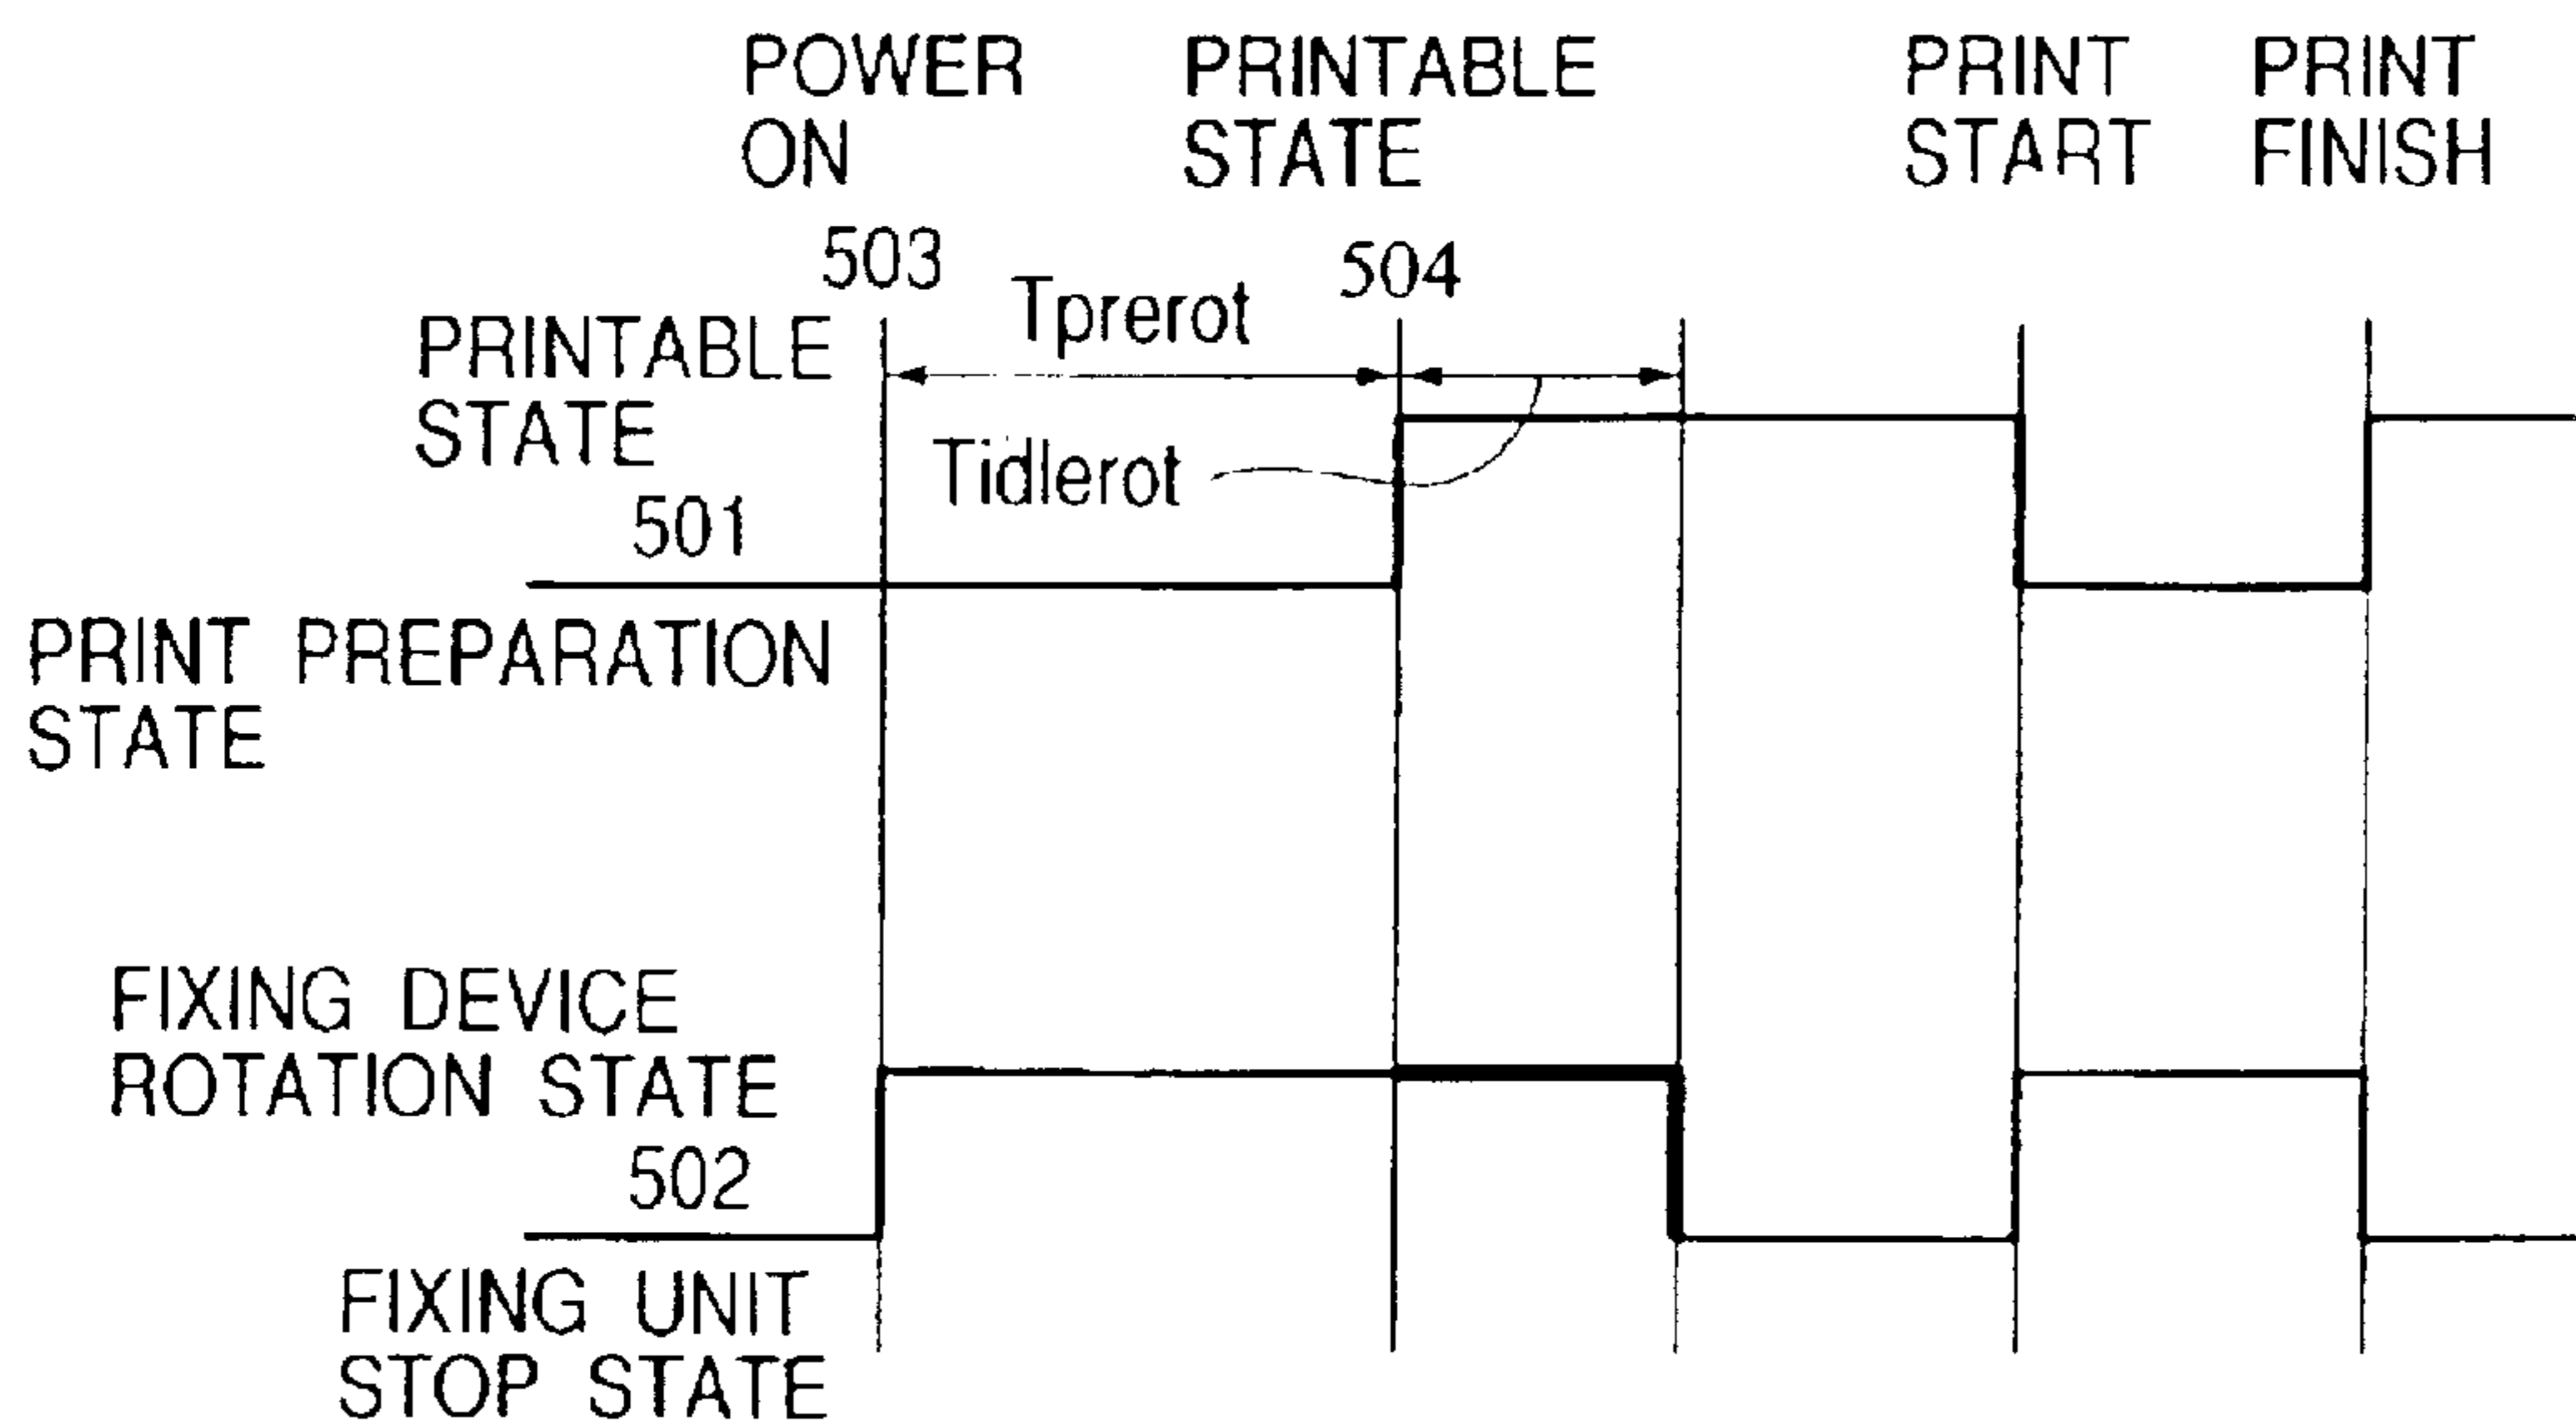 POWER
ON
PRINTABLE
STATE
PRINT
START
PRINT
FINISH
503
504
Tprerot
PRINTABLE
STATE
Tidlerot
501
PRINT PREPARATION
STATE
FIXING DEVICE
ROTATION STATE
502
FIXING UNIT
STOP STATE